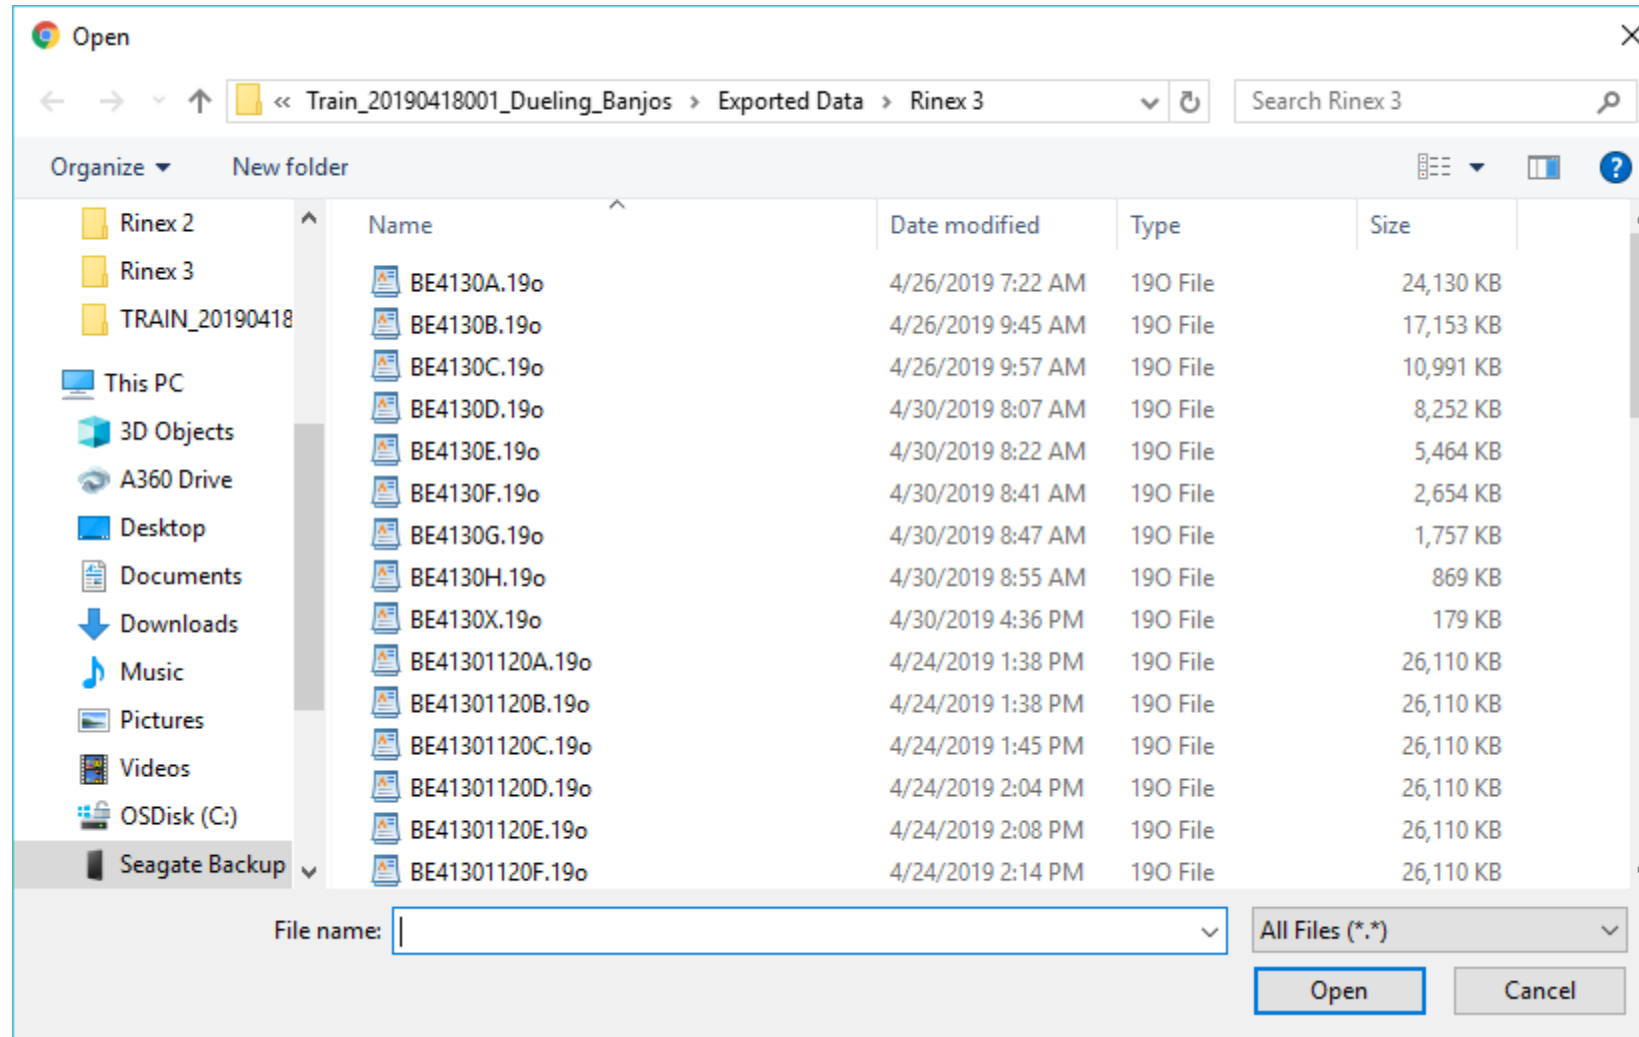 Open
« Train_20190418001_Dueling_Banjos > Exported Data > Rinex 3
Search Rinex 3
Organize
New folder
?
Rinex 2
Rinex 3
TRAIN_20190418
This PC
3D Objects
A360 Drive
Desktop
Documents
Downloads
Music
Pictures
Videos
OSDisk (C:)
Seagate Backup
Name Date modified Type Size
BE4130A.19o 4/26/2019 7:22 AM 19O File 24,130 KB
BE4130B.19o 4/26/2019 9:45 AM 19O File 17,153 KB
BE4130C.19o 4/26/2019 9:57 AM 19O File 10,991 KB
BE4130D.19o 4/30/2019 8:07 AM 19O File 8,252 KB
BE4130E.19o 4/30/2019 8:22 AM 19O File 5,464 KB
BE4130F.19o 4/30/2019 8:41 AM 19O File 2,654 KB
BE4130G.19o 4/30/2019 8:47 AM 19O File 1,757 KB
BE4130H.19o 4/30/2019 8:55 AM 19O File 869 KB
BE4130X.19o 4/30/2019 4:36 PM 19O File 179 KB
BE41301120A.19o 4/24/2019 1:38 PM 19O File 26,110 KB
BE41301120B.19o 4/24/2019 1:38 PM 19O File 26,110 KB
BE41301120C.19o 4/24/2019 1:45 PM 19O File 26,110 KB
BE41301120D.19o 4/24/2019 2:04 PM 19O File 26,110 KB
BE41301120E.19o 4/24/2019 2:08 PM 19O File 26,110 KB
BE41301120F.19o 4/24/2019 2:14 PM 19O File 26,110 KB
File name:
All Files (*.*)
Open
Cancel